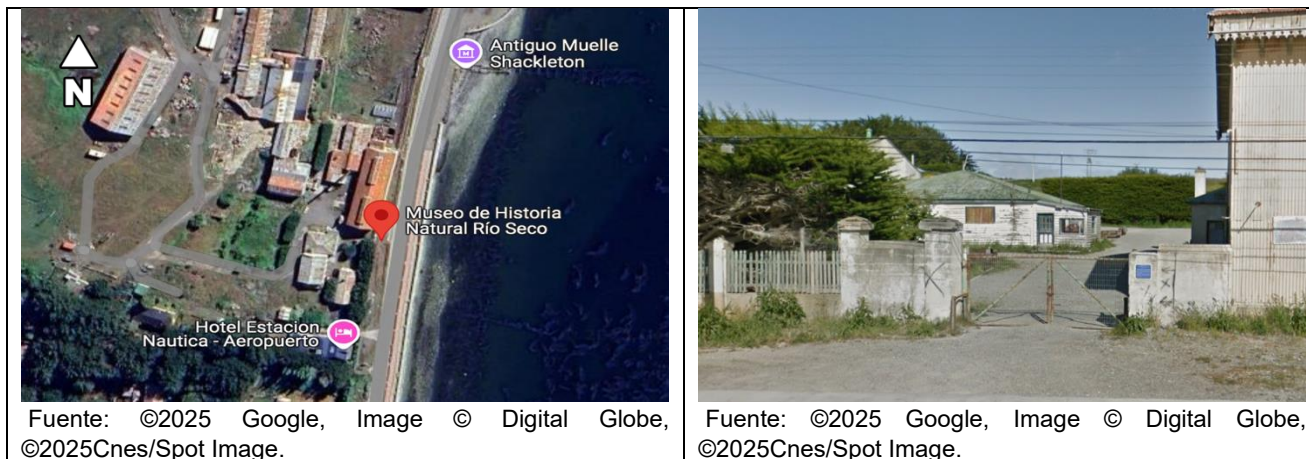 N
Antiguo Muelle
Shackleton
Museo de Historia
Natural Río Seco
Hotel Estacion
Nautica - Aeropuerto
Fuente: ©2025 Google, Image © Digital Globe,
©2025Cnes/Spot Image.
Fuente: ©2025 Google, Image © Digital Globe,
©2025Cnes/Spot Image.